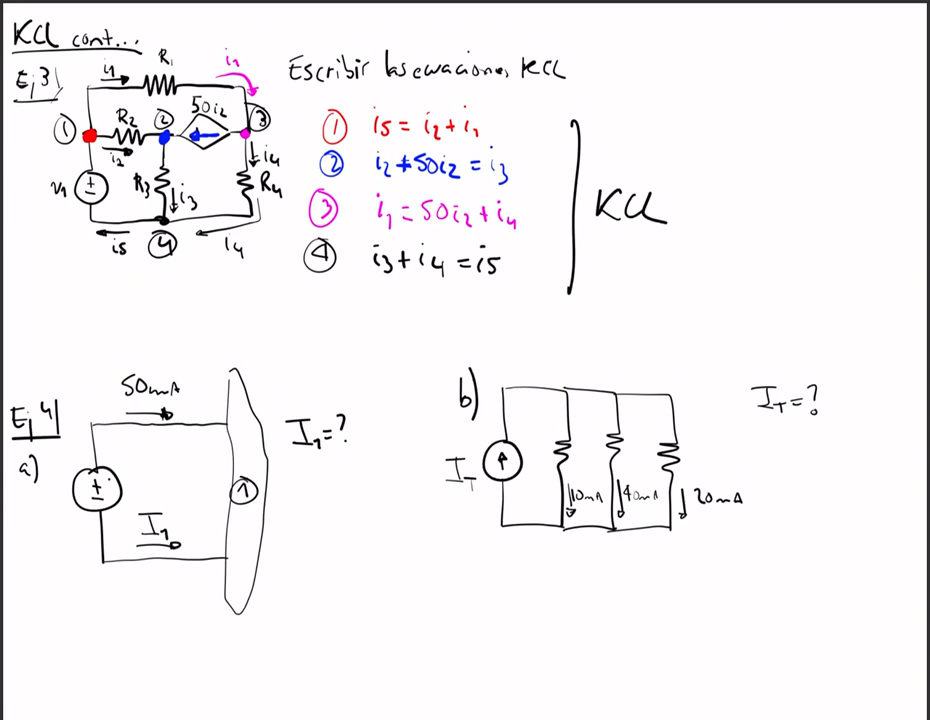 KCL cont...
Ej 3
Escribir las ecuaciones KCL
i1
R1
i1
R2
②
50i2
③
①
i2
V1
±
R3
i3
i4
R4
i5
④
i4
① i5 = i2 + i1
② i2 + 50i2 = i3
③ i1 = 50i2 + i4
④ i3 + i4 = i5
KCL
Ej 4
a)
50mA
I1 = ?
±
①
I1
b)
IT = ?
IT
10mA
40mA
20mA